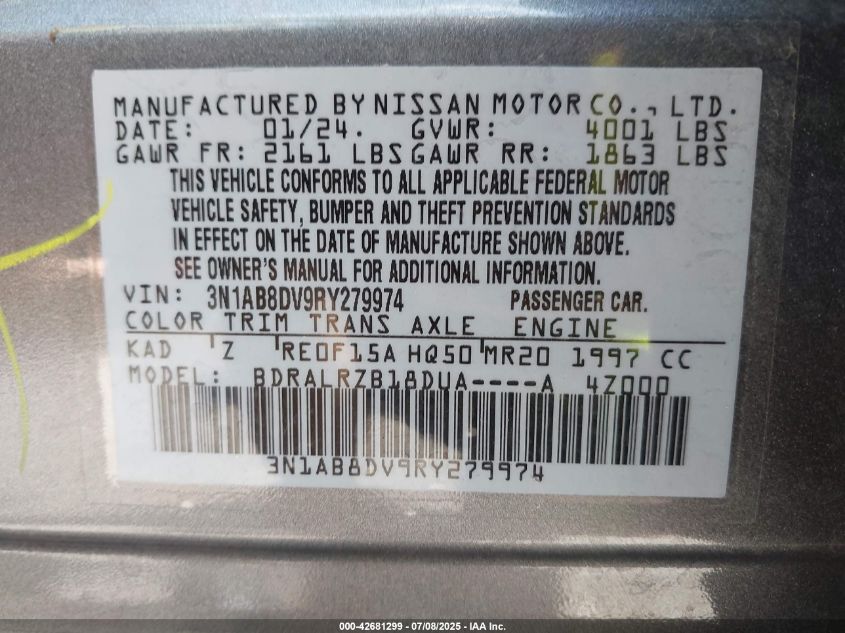 MANUFACTURED BY NISSAN MOTOR CO., LTD.
DATE: 01/24. GVWR: 4001 LBS
GAWR FR: 2161 LBS GAWR RR: 1863 LBS
THIS VEHICLE CONFORMS TO ALL APPLICABLE FEDERAL MOTOR
VEHICLE SAFETY, BUMPER AND THEFT PREVENTION STANDARDS
IN EFFECT ON THE DATE OF MANUFACTURE SHOWN ABOVE.
SEE OWNER'S MANUAL FOR ADDITIONAL INFORMATION.
VIN: 3N1AB8DV9RY279974 PASSENGER CAR.
COLOR TRIM TRANS AXLE ENGINE
KAD Z RE0F15A HQ50 MR20 1997 CC
MODEL: BDRALRZB18DUA----A 4Z000
3N1AB8DV9RY279974
000-42681299 - 07/08/2025 - IAA Inc.